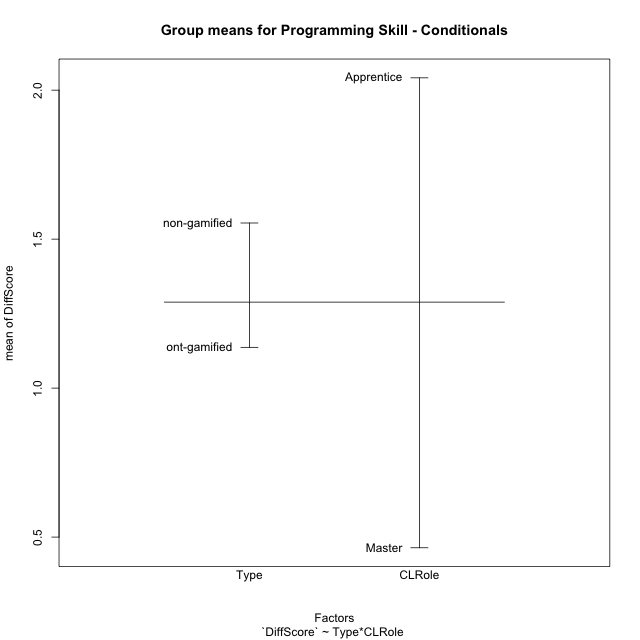 Group means for Programming Skill - Conditionals
mean of DiffScore
2.0
1.5
1.0
0.5
Apprentice
non-gamified
ont-gamified
Master
Type
CLRole
Factors
`DiffScore` ~ Type*CLRole